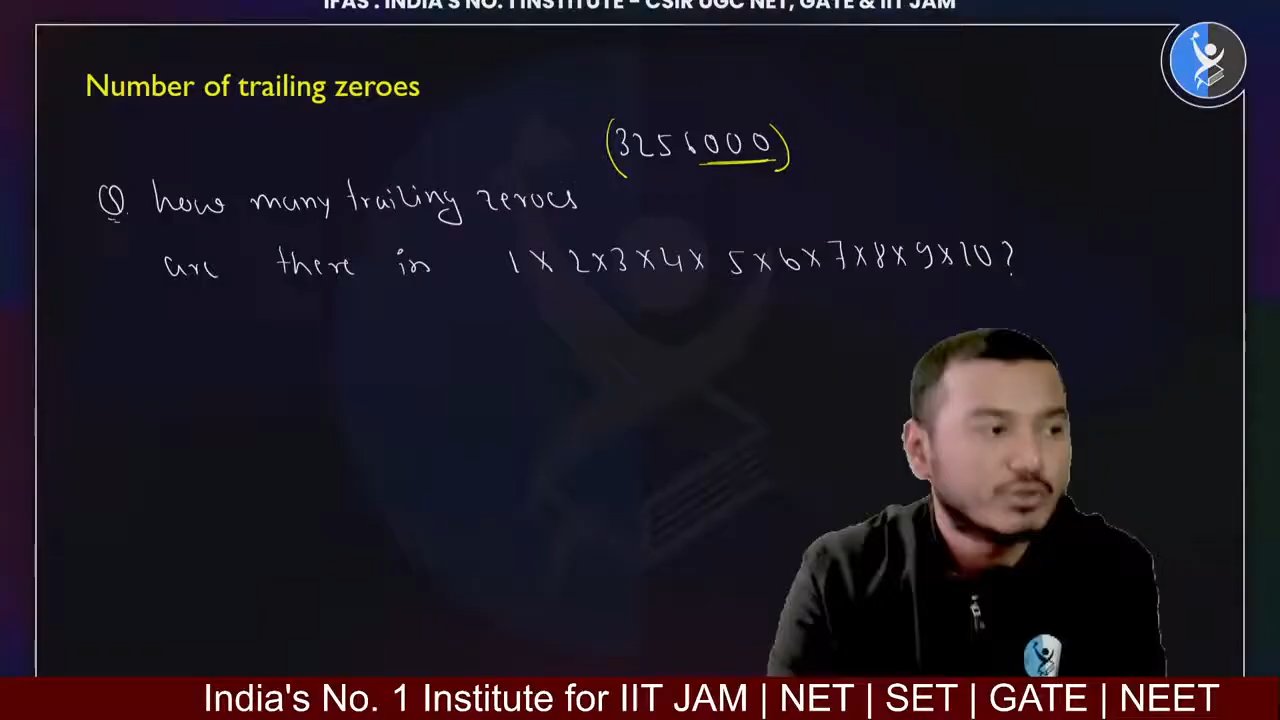 IFAS : INDIA'S NO. 1 INSTITUTE - CSIR UGC NET, GATE & IIT JAM
Number of trailing zeroes
(3256000)
Q. how many trailing zeroes
are there in 1 × 2 × 3 × 4 × 5 × 6 × 7 × 8 × 9 × 10 ?
India's No. 1 Institute for IIT JAM | NET | SET | GATE | NEET